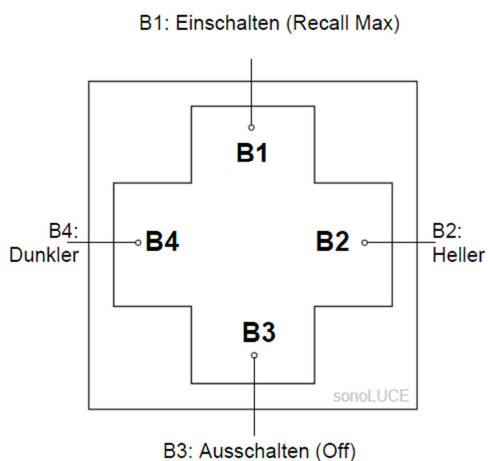 B1: Einschalten (Recall Max)
B1
B4:
Dunkler
B4
B2
B2:
Heller
B3
sonoLUCE
B3: Ausschalten (Off)